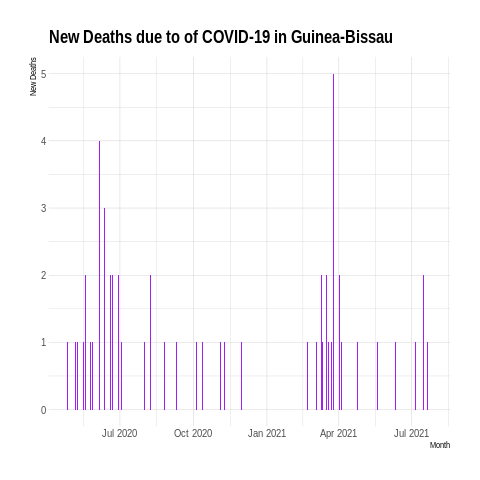 New Deaths due to of COVID-19 in Guinea-Bissau
New Deaths
5
4
3
2
1
0
Jul 2020 Oct 2020 Jan 2021 Apr 2021 Jul 2021
Month